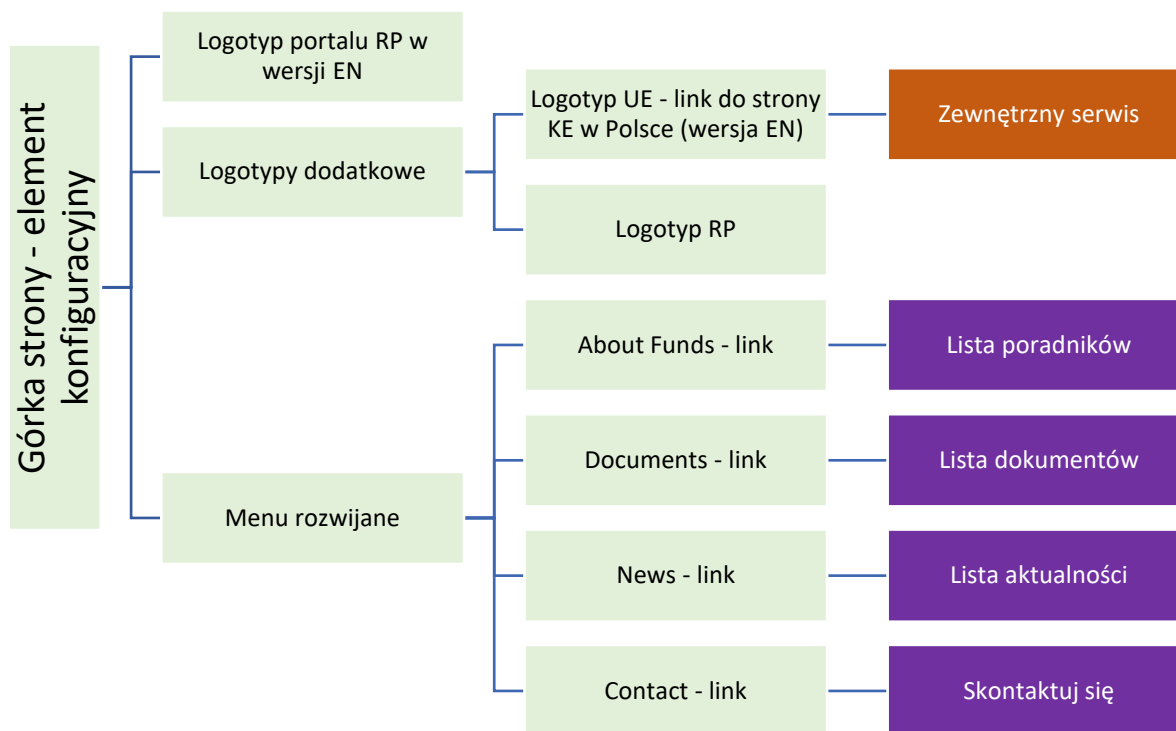 Górka strony - element
konfiguracyjny
Logotyp portalu RP w
wersji EN
Logotypy dodatkowe
Logotyp UE - link do strony
KE w Polsce (wersja EN)
Zewnętrzny serwis
Logotyp RP
Menu rozwijane
About Funds - link
Lista poradników
Documents - link
Lista dokumentów
News - link
Lista aktualności
Contact - link
Skontaktuj się